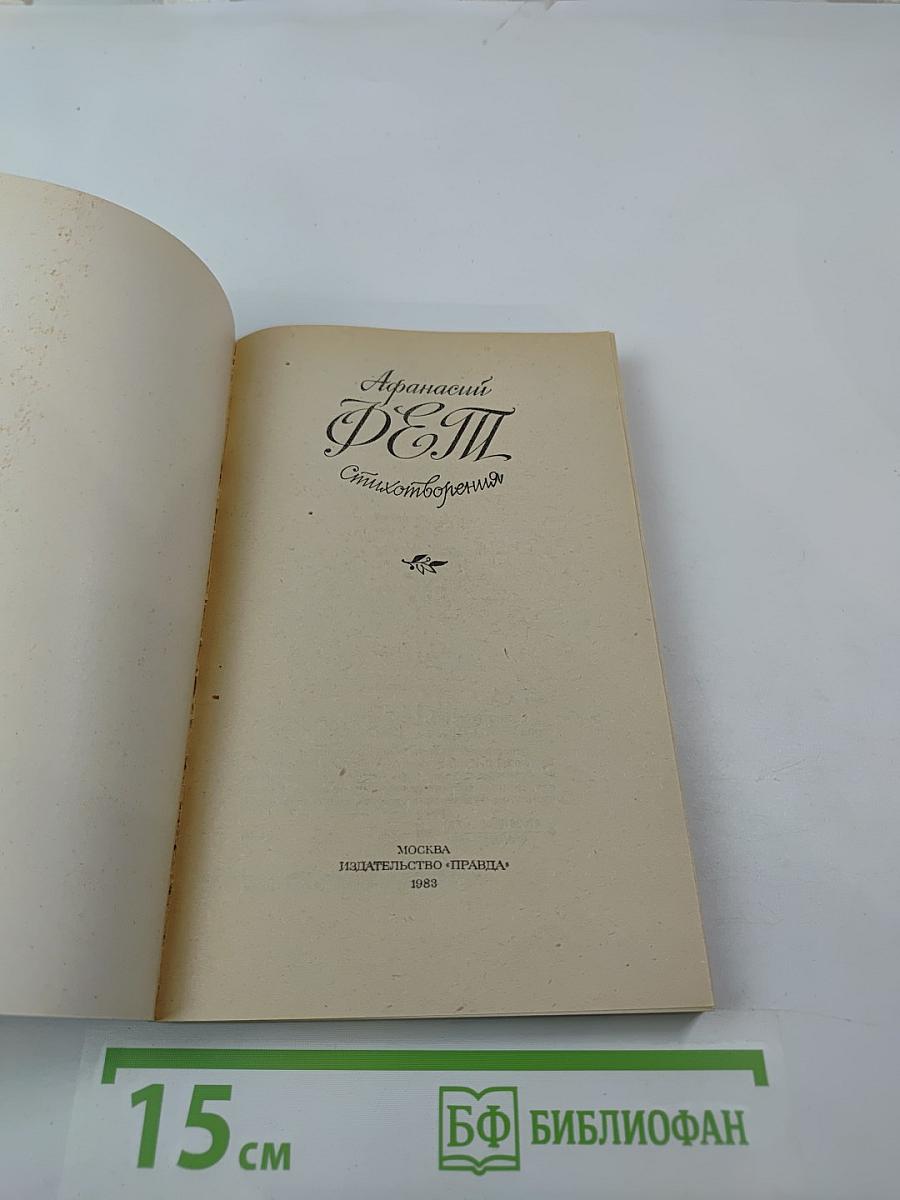 Афанасий
ФЕТ
Стихотворения
МОСКВА
ИЗДАТЕЛЬСТВО «ПРАВДА»
1983
15 см
БФ БИБЛИОФАН